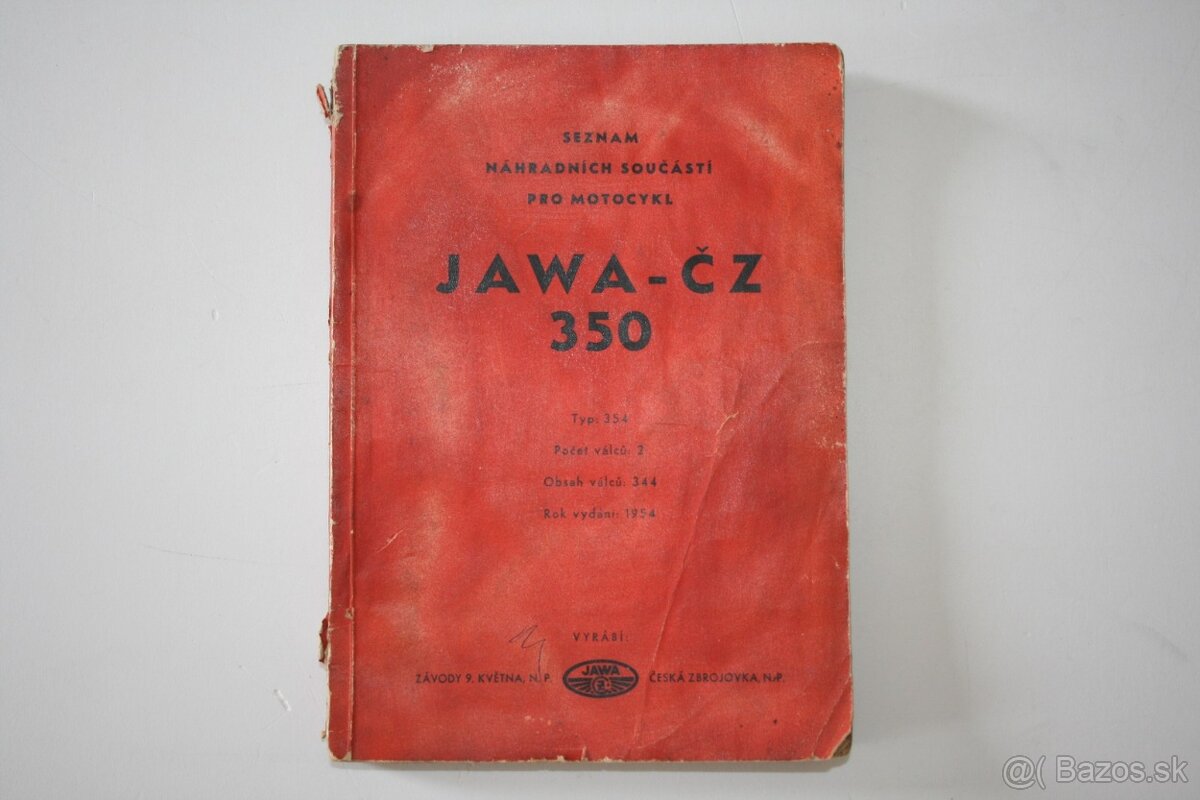 SEZNAM
NÁHRADNÍCH SOUČÁSTÍ
PRO MOTOCYKL
JAWA-ČZ
350
Typ: 354
Počet válců: 2
Obsah válců: 344
Rok vydání: 1954
VYRÁBÍ:
ZÁVODY 9. KVĚTNA, N. P. JAWA ČZ ČESKÁ ZBROJOVKA, N. P.
@( Bazos.sk